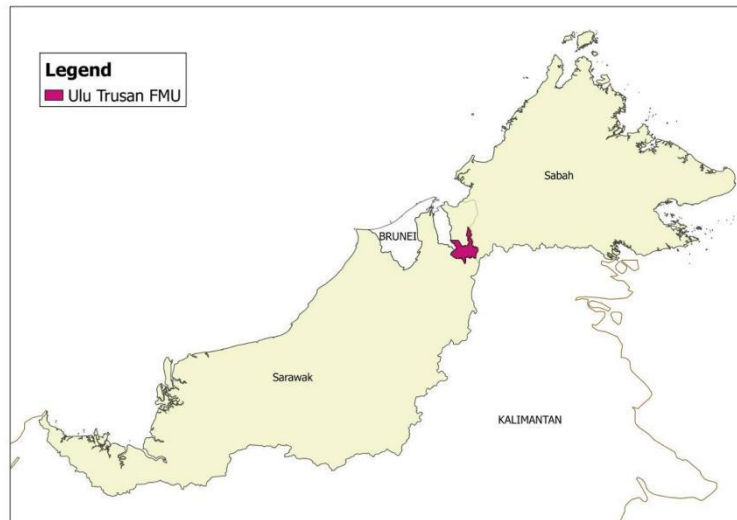 Legend
Ulu Trusan FMU
Sabah
BRUNEI
Sarawak
KALIMANTAN